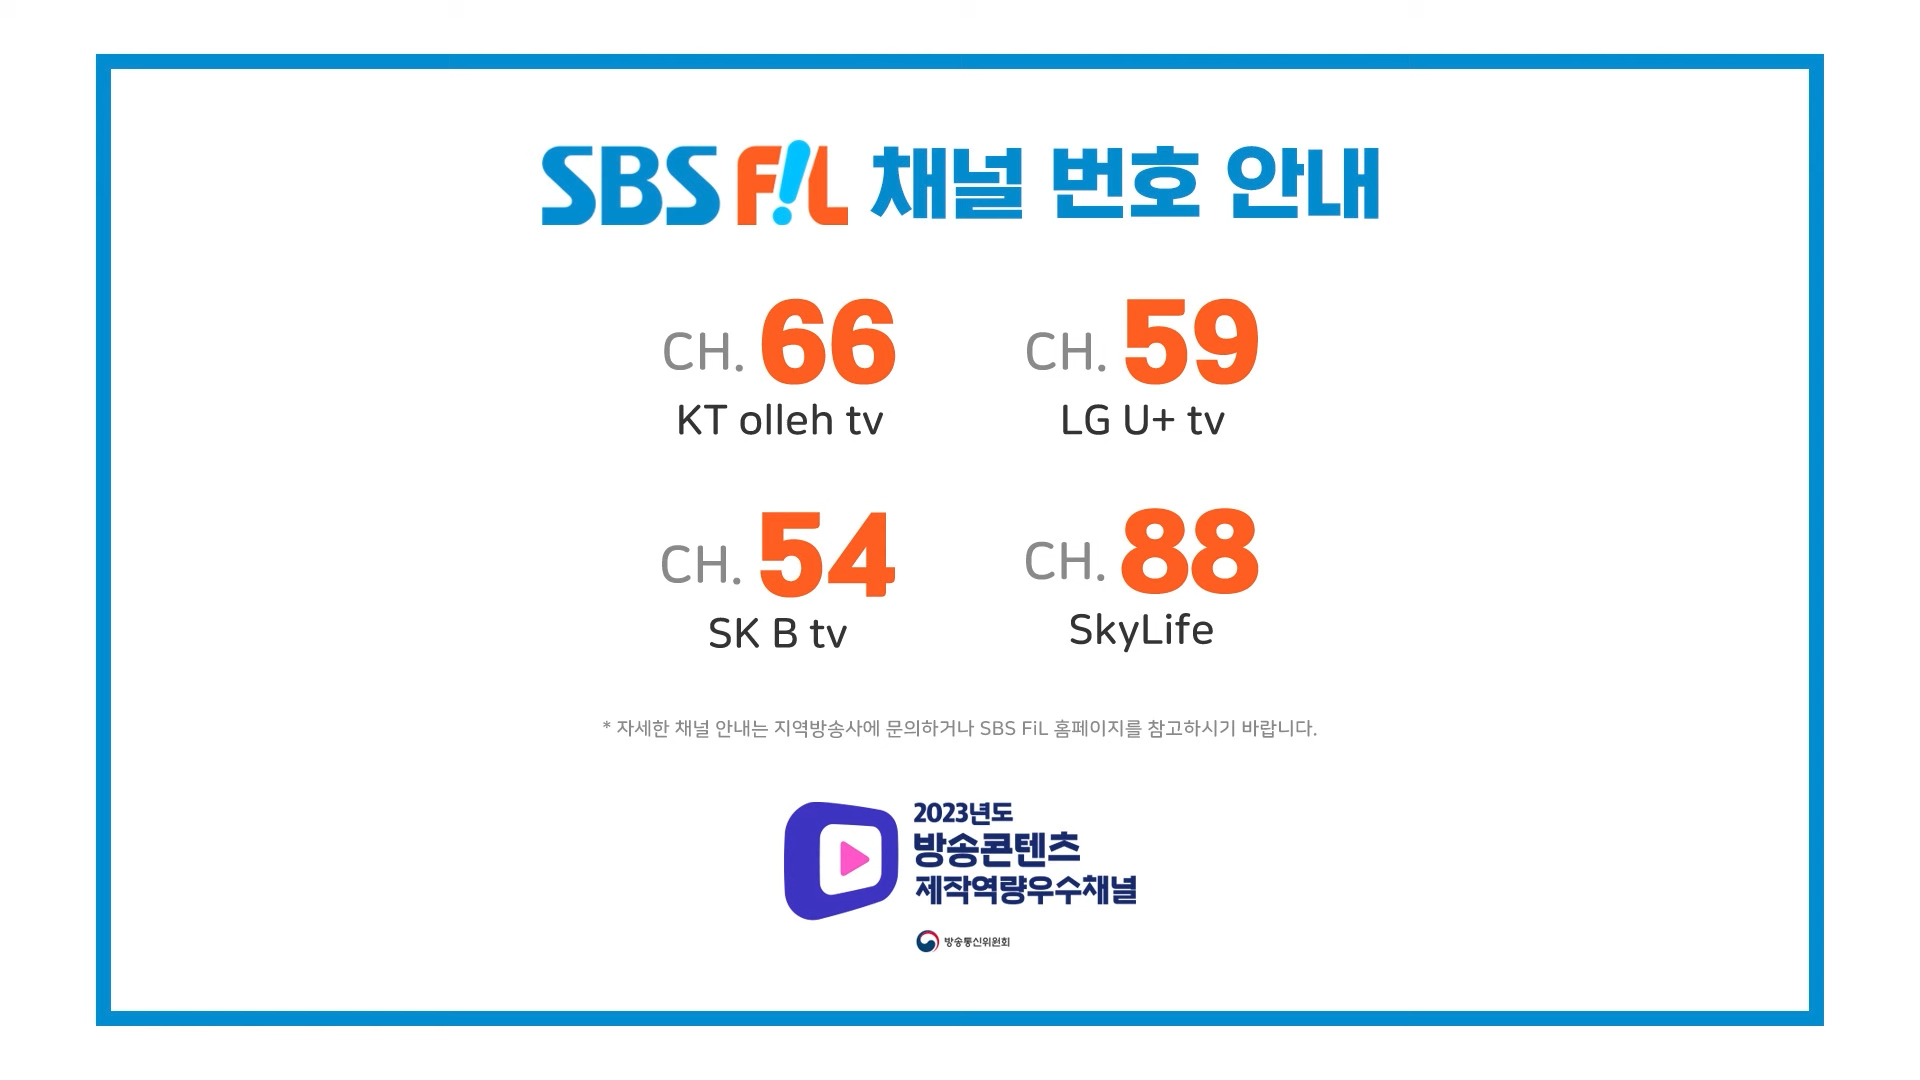 SBS F!L 채널 번호 안내
CH. 66
KT olleh tv
CH. 59
LG U+ tv
CH. 54
SK B tv
CH. 88
SkyLife
* 자세한 채널 안내는 지역방송사에 문의하거나 SBS FiL 홈페이지를 참고하시기 바랍니다.
2023년도
방송콘텐츠
제작역량우수채널
방송통신위원회